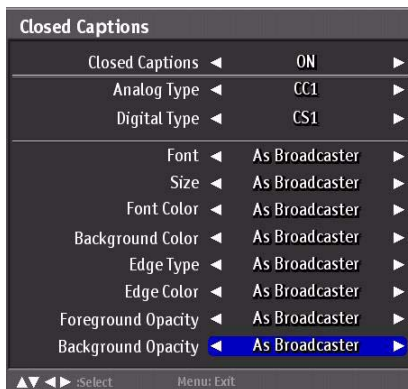 Closed Captions
Closed Captions ◀ ON ▶
Analog Type ◀ CC1 ▶
Digital Type ◀ CS1 ▶
Font ◀ As Broadcaster ▶
Size ◀ As Broadcaster ▶
Font Color ◀ As Broadcaster ▶
Background Color ◀ As Broadcaster ▶
Edge Type ◀ As Broadcaster ▶
Edge Color ◀ As Broadcaster ▶
Foreground Opacity ◀ As Broadcaster ▶
Background Opacity ◀ As Broadcaster ▶
▲▼ ◀▶ :Select Menu: Exit